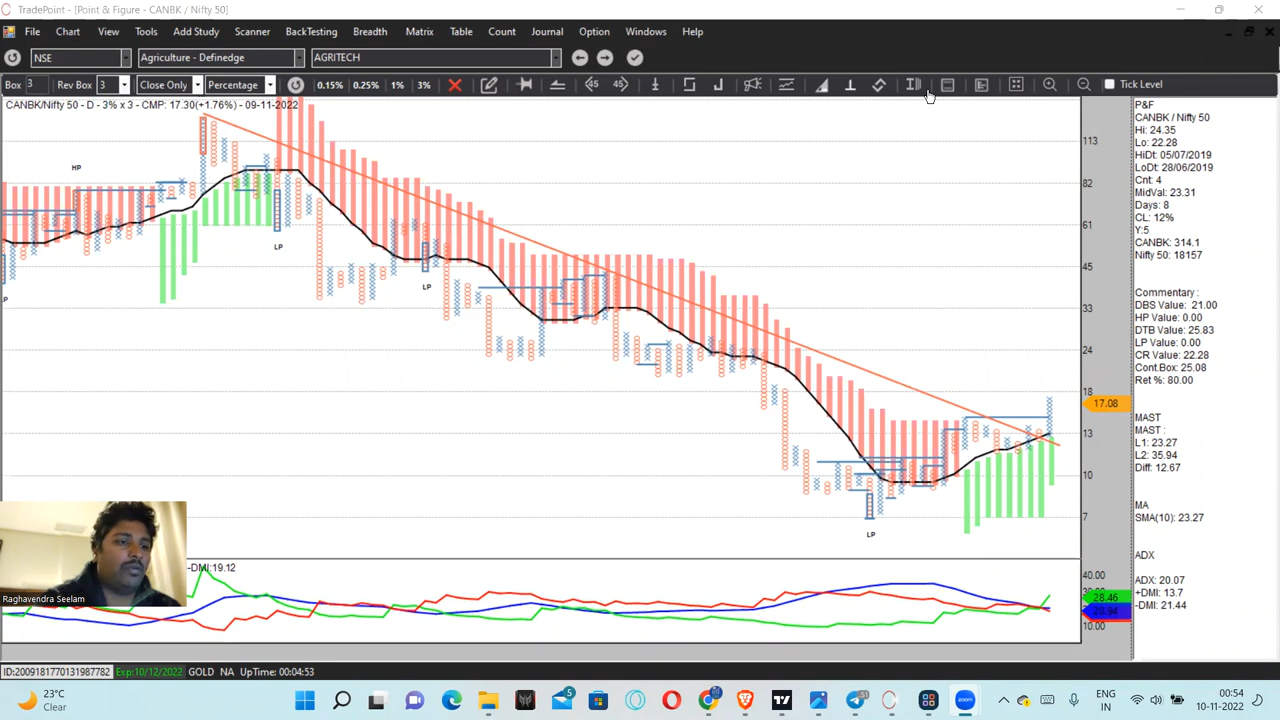 TradePoint - [Point & Figure - CANBK / Nifty 50]
File Chart View Tools Add Study Scanner BackTesting Breadth Matrix Table Count Journal Option Windows Help
NSE Agriculture - Definedge AGRITECH
Box 3 Rev Box 3 Close Only Percentage 0.15% 0.25% 1% 3% 45 45 Tick Level
CANBK/Nifty 50 - D - 3% x 3 - CMP: 17.30(+1.76%) - 09-11-2022
HP
LP
LP
LP
LP
113
82
61
45
33
24
18
17.08
13
10
7
-DMI:19.12
40.00
28.46
20.94
10.00
P&F
CANBK / Nifty 50
Hi: 24.35
Lo: 22.28
HiDt: 05/07/2019
LoDt: 28/06/2019
Cnt: 4
MidVal: 23.31
Days: 8
CL: 12%
Y:5
CANBK: 314.1
Nifty 50: 18157
Commentary :
DBS Value: 21.00
HP Value: 0.00
DTB Value: 25.83
LP Value: 0.00
CR Value: 22.28
Cont.Box: 25.08
Ret %: 80.00
MAST
MAST :
L1: 23.27
L2: 35.94
Diff: 12.67
MA
SMA(10): 23.27
ADX
ADX: 20.07
+DMI: 13.7
-DMI: 21.44
Raghavendra Seelam
ID:2009181770131987782 Exp:10/12/2022 GOLD NA UpTime: 00:04:53
23°C
Clear
5
51
ENG
IN
00:54
10-11-2022